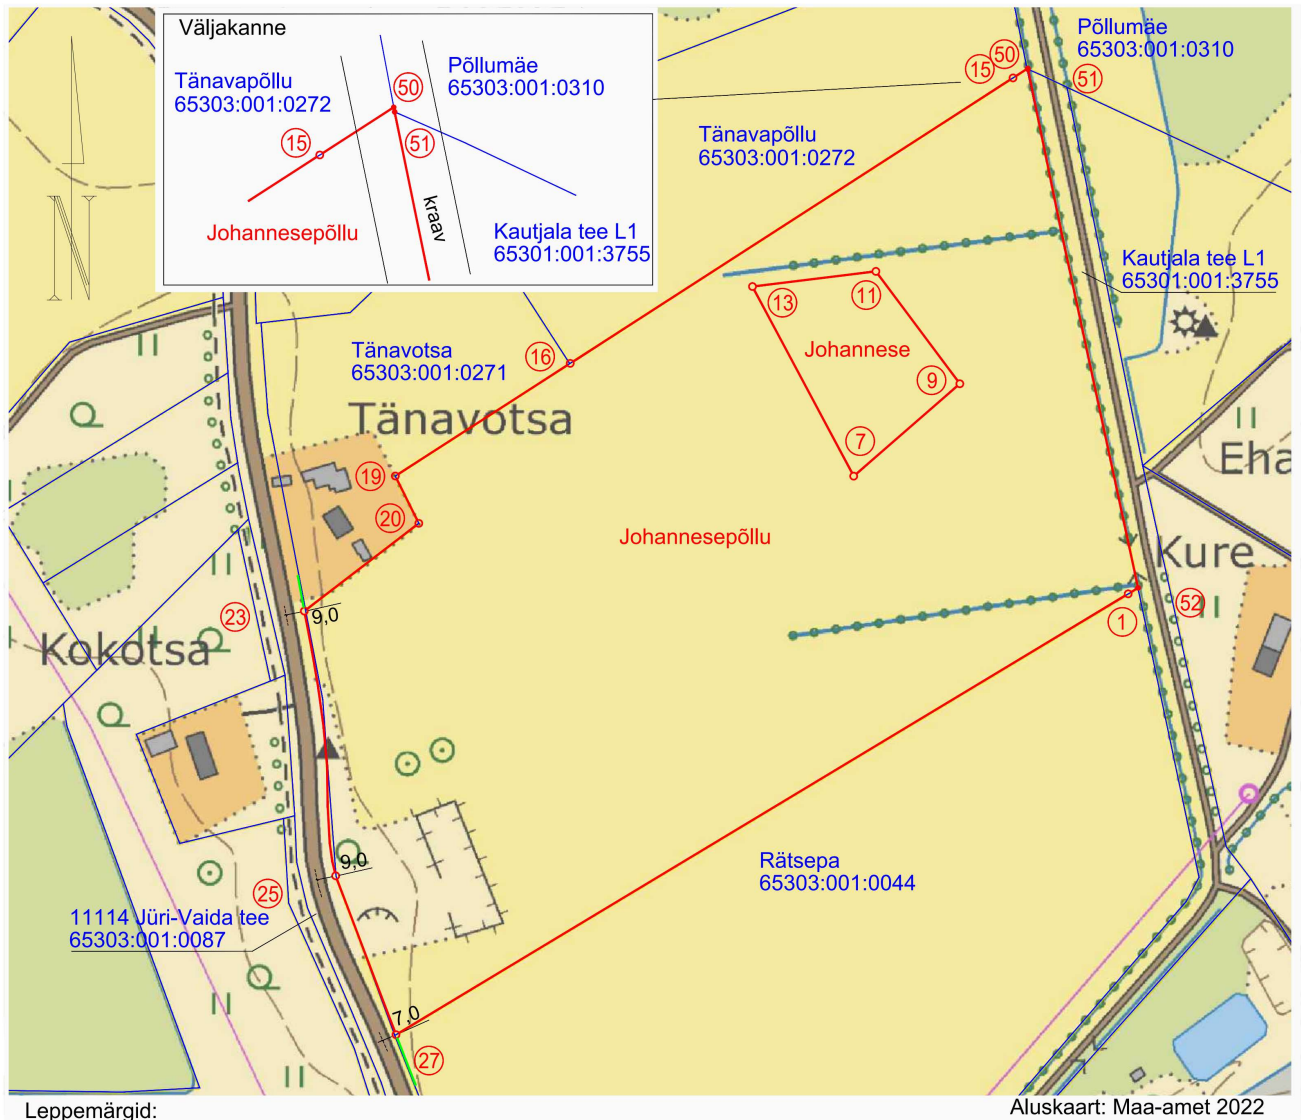 Väljakanne
Tänavapõllu
65303:001:0272
50
Põllumäe
65303:001:0310
15
51
kraav
Johannesepõllu
Kautjala tee L1
65301:001:3755
N
15
50
51
Põllumäe
65303:001:0310
Tänavapõllu
65303:001:0272
Kautjala tee L1
65301:001:3755
13
11
Johannese
9
7
16
Tänavotsa
65303:001:0271
Tänavotsa
19
20
Eha
Johannesepõllu
Kure
23
9,0
52
1
Kokotsa
9,0
25
Rätsepa
65303:001:0044
11114 Jüri-Vaida tee
65303:001:0087
7,0
27
Leppemärgid:
Aluskaart: Maa-amet 2022